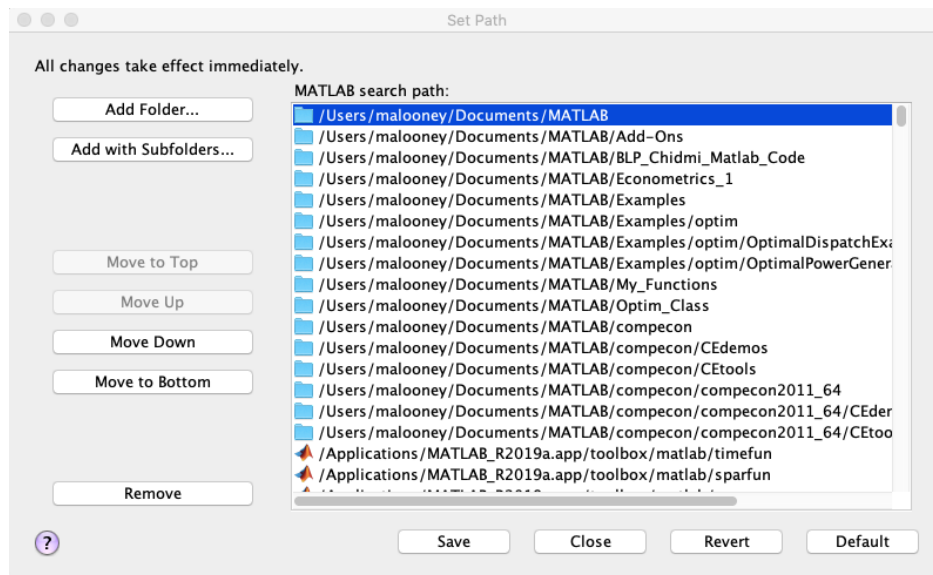 Set Path
All changes take effect immediately.
MATLAB search path:
Add Folder...
Add with Subfolders...
Move to Top
Move Up
Move Down
Move to Bottom
Remove
/Users/malooney/Documents/MATLAB
/Users/malooney/Documents/MATLAB/Add-Ons
/Users/malooney/Documents/MATLAB/BLP_Chidmi_Matlab_Code
/Users/malooney/Documents/MATLAB/Econometrics_1
/Users/malooney/Documents/MATLAB/Examples
/Users/malooney/Documents/MATLAB/Examples/optim
/Users/malooney/Documents/MATLAB/Examples/optim/OptimalDispatchExa
/Users/malooney/Documents/MATLAB/Examples/optim/OptimalPowerGener
/Users/malooney/Documents/MATLAB/My_Functions
/Users/malooney/Documents/MATLAB/Optim_Class
/Users/malooney/Documents/MATLAB/compecon
/Users/malooney/Documents/MATLAB/compecon/CEdemos
/Users/malooney/Documents/MATLAB/compecon/CEtools
/Users/malooney/Documents/MATLAB/compecon/compecon2011_64
/Users/malooney/Documents/MATLAB/compecon/compecon2011_64/CEder
/Users/malooney/Documents/MATLAB/compecon/compecon2011_64/CEtoo
/Applications/MATLAB_R2019a.app/toolbox/matlab/timefun
/Applications/MATLAB_R2019a.app/toolbox/matlab/sparfun
?
Save
Close
Revert
Default